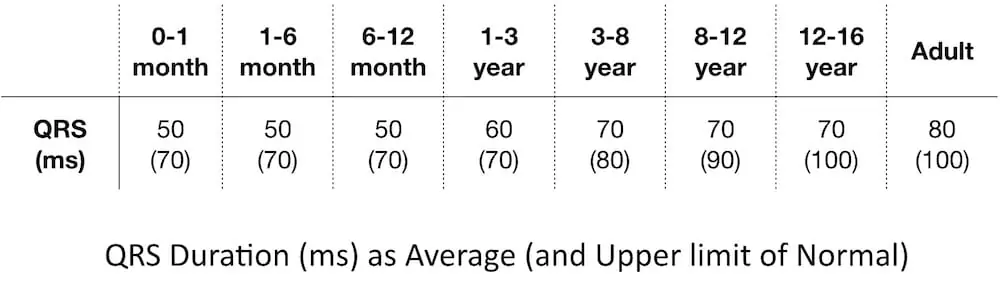 0-1 month 1-6 month 6-12 month 1-3 year 3-8 year 8-12 year 12-16 year Adult
QRS (ms) 50 (70) 50 (70) 50 (70) 60 (70) 70 (80) 70 (90) 70 (100) 80 (100)
QRS Duration (ms) as Average (and Upper limit of Normal)